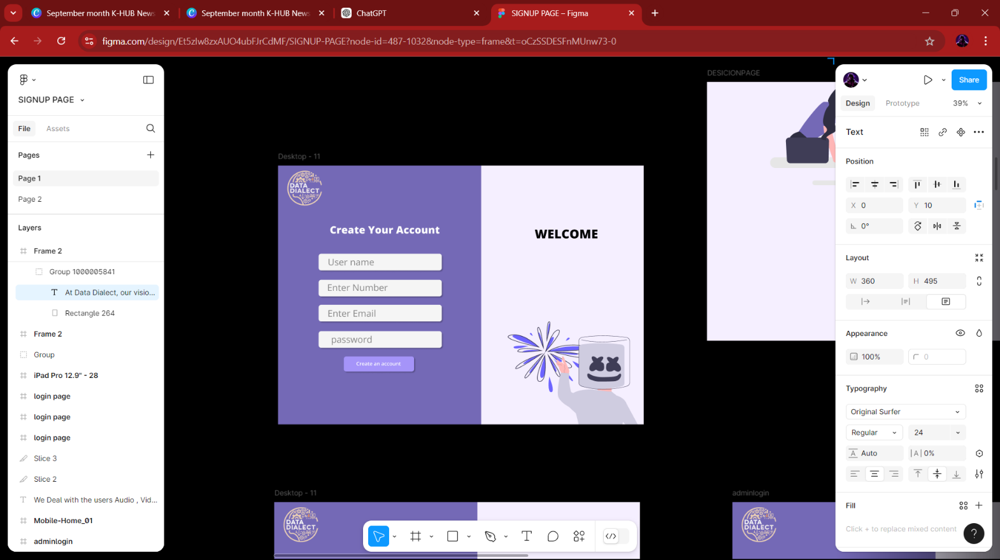 September month K-HUB News
September month K-HUB News
ChatGPT
SIGNUP PAGE – Figma
figma.com/design/Et5zlw8zxAUO4ubFJrCdMF/SIGNUP-PAGE?node-id=487-1032&node-type=frame&t=oCzSSDESFnMUnw73-0
SIGNUP PAGE
File
Assets
Pages
Page 1
Page 2
Layers
Frame 2
Group 1000005841
At Data Dialect, our visio...
Rectangle 264
Frame 2
Group
iPad Pro 12.9" - 28
login page
login page
login page
Slice 3
Slice 2
We Deal with the users Audio , Vid...
Mobile-Home_01
adminlogin
Desktop - 11
DATA
DIALECT
Create Your Account
User name
Enter Number
Enter Email
password
Create an account
WELCOME
DESICIONPAGE
Desktop - 11
DATA
DIALECT
adminlogin
DATA
DIALECT
Share
Design
Prototype
39%
Text
Position
X 0
Y 10
0°
Layout
W 360
H 495
Appearance
100%
0
Typography
Original Surfer
Regular
24
A Auto
|A| 0%
Fill
Click + to replace mixed content
?